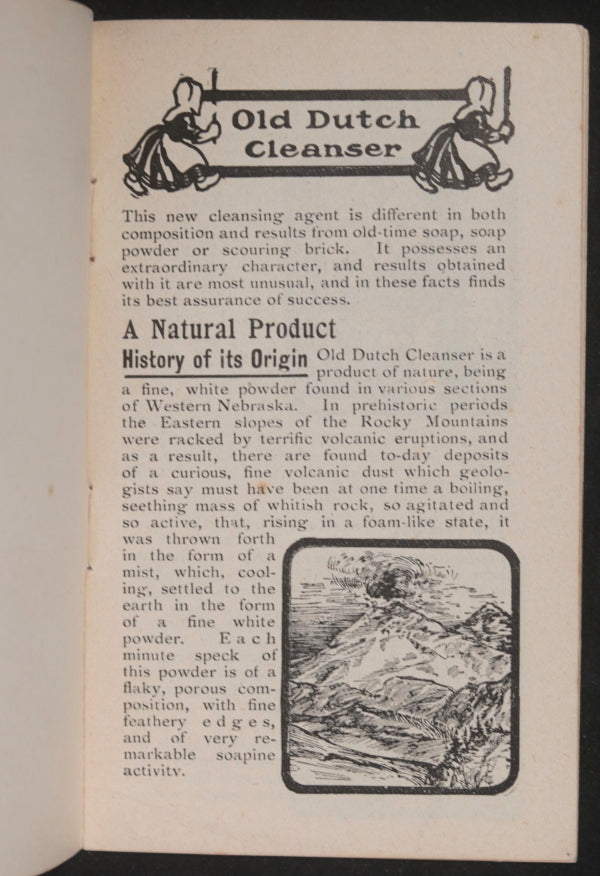 Old Dutch
Cleanser
This new cleansing agent is different in both
composition and results from old-time soap, soap
powder or scouring brick. It possesses an
extraordinary character, and results obtained
with it are most unusual, and in these facts finds
its best assurance of success.
A Natural Product
History of its Origin Old Dutch Cleanser is a
product of nature, being
a fine, white powder found in various sections
of Western Nebraska. In prehistoric periods
the Eastern slopes of the Rocky Mountains
were racked by terrific volcanic eruptions, and
as a result, there are found to-day deposits
of a curious, fine volcanic dust which geolo-
gists say must have been at one time a boiling,
seething mass of whitish rock, so agitated and
so active, that, rising in a foam-like state, it
was thrown forth
in the form of a
mist, which, cool-
ing, settled to the
earth in the form
of a fine white
powder. Each
minute speck of
this powder is of a
flaky, porous com-
position, with fine
feathery edges,
and of very re-
markable soapine
activity.